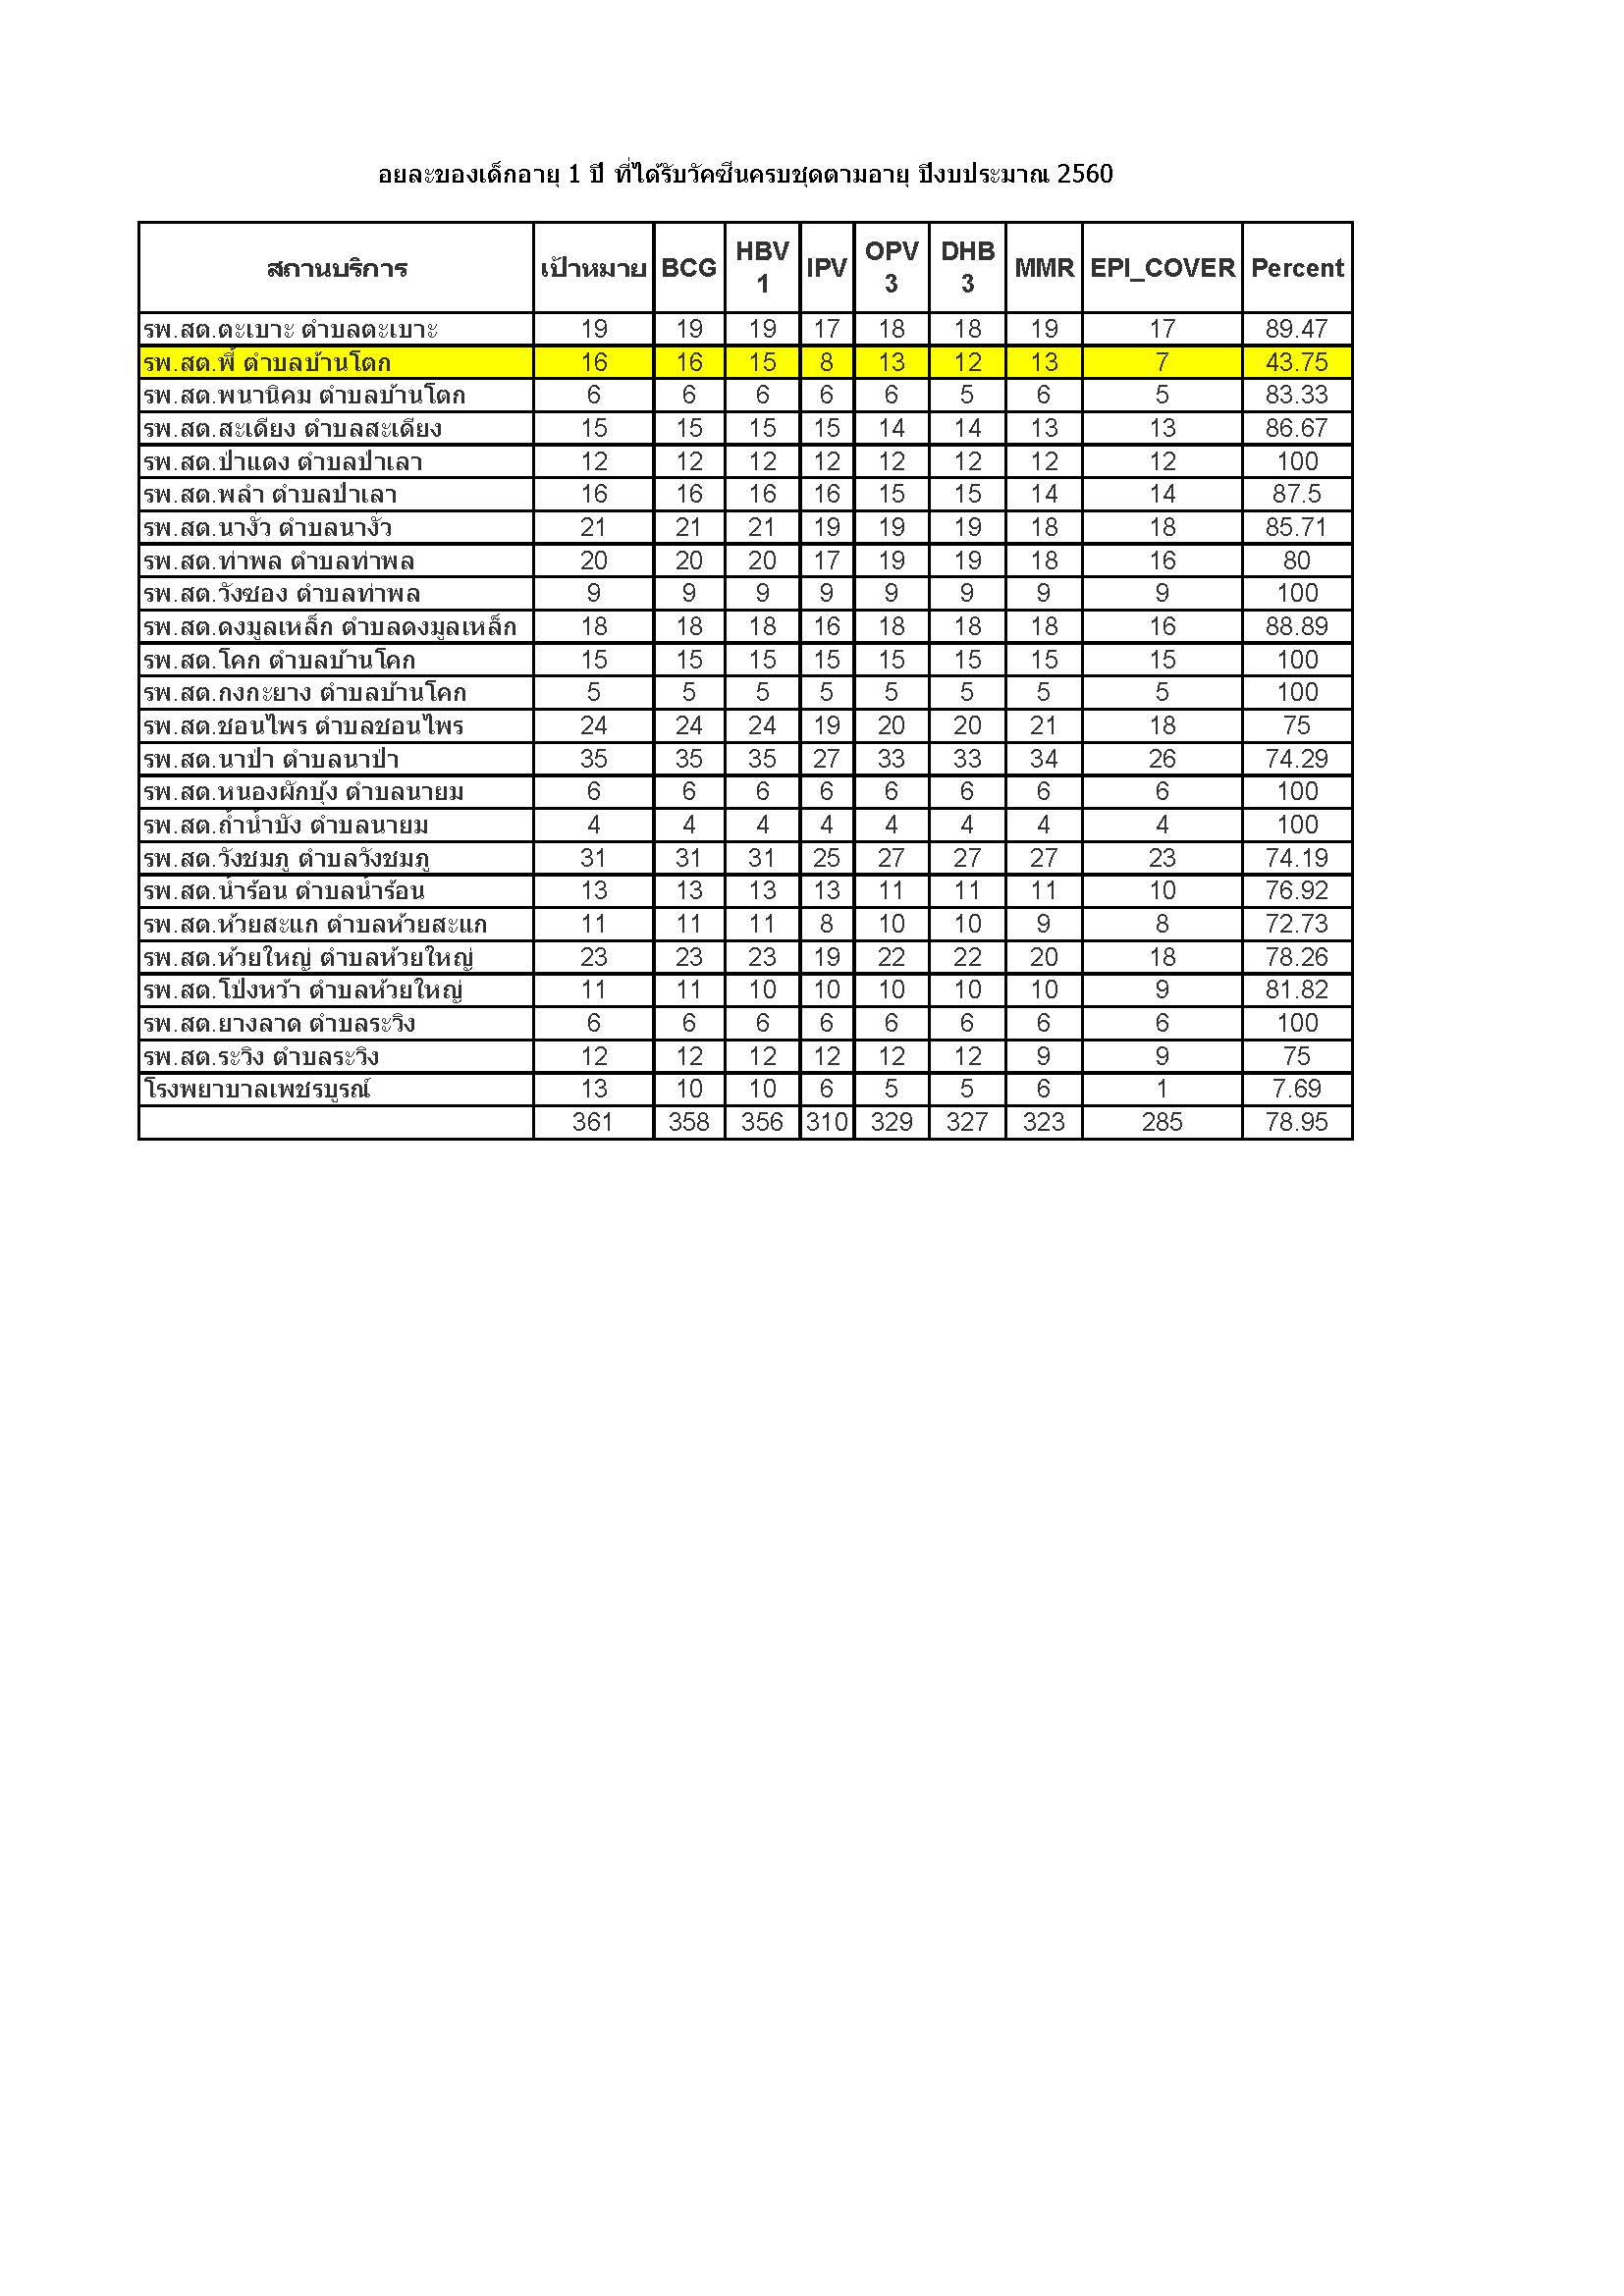 อยละของเด็กอายุ 1 ปี ที่ได้รับวัคซีนครบชุดตามอายุ ปีงบประมาณ 2560
สถานบริการ เป้าหมาย BCG HBV 1 IPV OPV 3 DHB 3 MMR EPI_COVER Percent
รพ.สต.ตะเบาะ ตำบลตะเบาะ 19 19 19 17 18 18 19 17 89.47
รพ.สต.พี้ ตำบลบ้านโตก 16 16 15 8 13 12 13 7 43.75
รพ.สต.พนานิคม ตำบลบ้านโตก 6 6 6 6 6 5 6 5 83.33
รพ.สต.สะเดียง ตำบลสะเดียง 15 15 15 15 14 14 13 13 86.67
รพ.สต.ป่าแดง ตำบลป่าเลา 12 12 12 12 12 12 12 12 100
รพ.สต.พลำ ตำบลป่าเลา 16 16 16 16 15 15 14 14 87.5
รพ.สต.นางั่ว ตำบลนางั่ว 21 21 21 19 19 19 18 18 85.71
รพ.สต.ท่าพล ตำบลท่าพล 20 20 20 17 19 19 18 16 80
รพ.สต.วังซอง ตำบลท่าพล 9 9 9 9 9 9 9 9 100
รพ.สต.ดงมูลเหล็ก ตำบลดงมูลเหล็ก 18 18 18 16 18 18 18 16 88.89
รพ.สต.โคก ตำบลบ้านโคก 15 15 15 15 15 15 15 15 100
รพ.สต.กงกะยาง ตำบลบ้านโคก 5 5 5 5 5 5 5 5 100
รพ.สต.ชอนไพร ตำบลชอนไพร 24 24 24 19 20 20 21 18 75
รพ.สต.นาป่า ตำบลนาป่า 35 35 35 27 33 33 34 26 74.29
รพ.สต.หนองผักบุ้ง ตำบลนายม 6 6 6 6 6 6 6 6 100
รพ.สต.ถ้ำน้ำบัง ตำบลนายม 4 4 4 4 4 4 4 4 100
รพ.สต.วังชมภู ตำบลวังชมภู 31 31 31 25 27 27 27 23 74.19
รพ.สต.น้ำร้อน ตำบลน้ำร้อน 13 13 13 13 11 11 11 10 76.92
รพ.สต.ห้วยสะแก ตำบลห้วยสะแก 11 11 11 8 10 10 9 8 72.73
รพ.สต.ห้วยใหญ่ ตำบลห้วยใหญ่ 23 23 23 19 22 22 20 18 78.26
รพ.สต.โป่งหว้า ตำบลห้วยใหญ่ 11 11 10 10 10 10 10 9 81.82
รพ.สต.ยางลาด ตำบลระวิง 6 6 6 6 6 6 6 6 100
รพ.สต.ระวิง ตำบลระวิง 12 12 12 12 12 12 9 9 75
โรงพยาบาลเพชรบูรณ์ 13 10 10 6 5 5 6 1 7.69
361 358 356 310 329 327 323 285 78.95